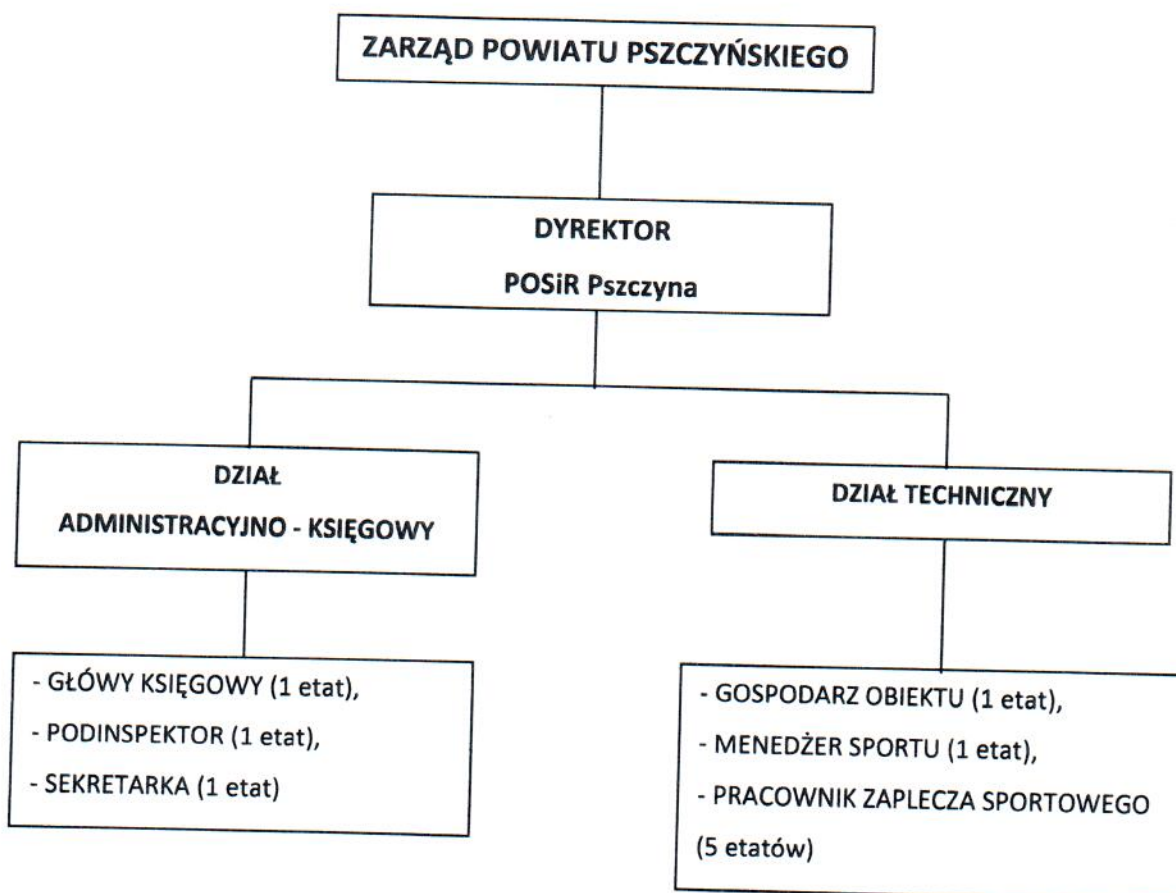 ZARZĄD POWIATU PSZCZYŃSKIEGO
DYREKTOR
POSiR Pszczyna
DZIAŁ
ADMINISTRACYJNO - KSIĘGOWY
DZIAŁ TECHNICZNY
- GŁÓWY KSIĘGOWY (1 etat),
- PODINSPEKTOR (1 etat),
- SEKRETARKA (1 etat)
- GOSPODARZ OBIEKTU (1 etat),
- MENEDŻER SPORTU (1 etat),
- PRACOWNIK ZAPLECZA SPORTOWEGO
(5 etatów)